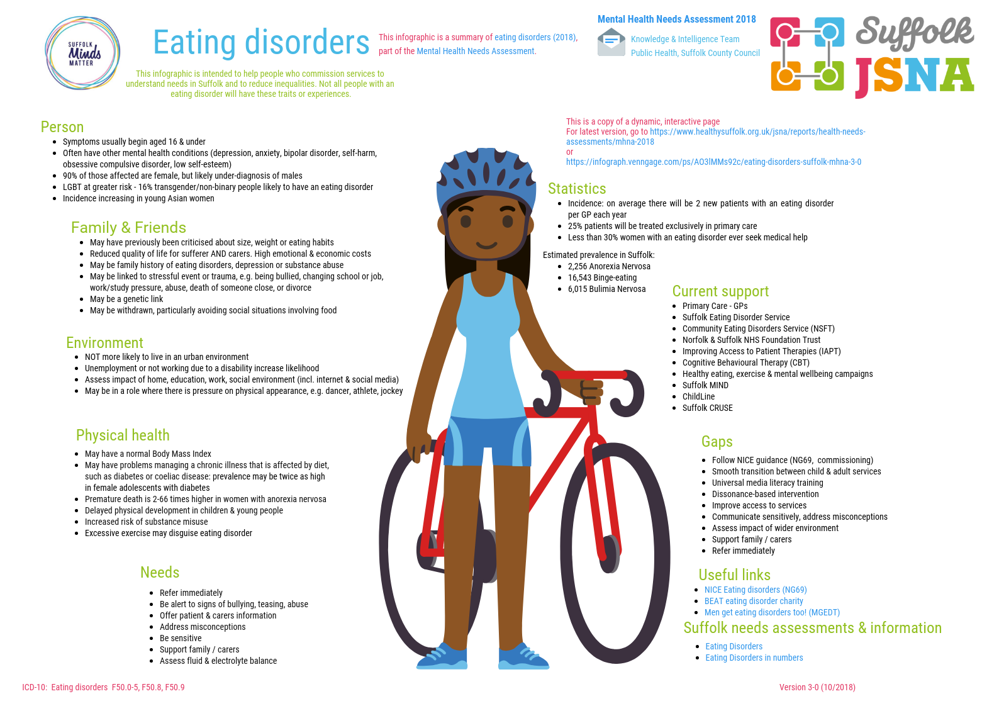 SUFFOLK
Minds
MATTER
Eating disorders
This infographic is a summary of eating disorders (2018),
part of the Mental Health Needs Assessment.
Mental Health Needs Assessment 2018
Knowledge & Intelligence Team
Public Health, Suffolk County Council
Suffolk
JSNA
This infographic is intended to help people who commission services to
understand needs in Suffolk and to reduce inequalities. Not all people with an
eating disorder will have these traits or experiences.
Person
• Symptoms usually begin aged 16 & under
• Often have other mental health conditions (depression, anxiety, bipolar disorder, self-harm,
obsessive compulsive disorder, low self-esteem)
• 90% of those affected are female, but likely under-diagnosis of males
• LGBT at greater risk - 16% transgender/non-binary people likely to have an eating disorder
• Incidence increasing in young Asian women
Family & Friends
• May have previously been criticised about size, weight or eating habits
• Reduced quality of life for sufferer AND carers. High emotional & economic costs
• May be family history of eating disorders, depression or substance abuse
• May be linked to stressful event or trauma, e.g. being bullied, changing school or job,
work/study pressure, abuse, death of someone close, or divorce
• May be a genetic link
• May be withdrawn, particularly avoiding social situations involving food
Environment
• NOT more likely to live in an urban environment
• Unemployment or not working due to a disability increase likelihood
• Assess impact of home, education, work, social environment (incl. internet & social media)
• May be in a role where there is pressure on physical appearance, e.g. dancer, athlete, jockey
Physical health
• May have a normal Body Mass Index
• May have problems managing a chronic illness that is affected by diet,
such as diabetes or coeliac disease: prevalence may be twice as high
in female adolescents with diabetes
• Premature death is 2-66 times higher in women with anorexia nervosa
• Delayed physical development in children & young people
• Increased risk of substance misuse
• Excessive exercise may disguise eating disorder
Needs
• Refer immediately
• Be alert to signs of bullying, teasing, abuse
• Offer patient & carers information
• Address misconceptions
• Be sensitive
• Support family / carers
• Assess fluid & electrolyte balance
This is a copy of a dynamic, interactive page
For latest version, go to https://www.healthysuffolk.org.uk/jsna/reports/health-needs-
assessments/mhna-2018
or
https://infograph.venngage.com/ps/AO3lMMs92c/eating-disorders-suffolk-mhna-3-0
Statistics
• Incidence: on average there will be 2 new patients with an eating disorder
per GP each year
• 25% patients will be treated exclusively in primary care
• Less than 30% women with an eating disorder ever seek medical help
Estimated prevalence in Suffolk:
• 2,256 Anorexia Nervosa
• 16,543 Binge-eating
• 6,015 Bulimia Nervosa
Current support
• Primary Care - GPs
• Suffolk Eating Disorder Service
• Community Eating Disorders Service (NSFT)
• Norfolk & Suffolk NHS Foundation Trust
• Improving Access to Patient Therapies (IAPT)
• Cognitive Behavioural Therapy (CBT)
• Healthy eating, exercise & mental wellbeing campaigns
• Suffolk MIND
• ChildLine
• Suffolk CRUSE
Gaps
• Follow NICE guidance (NG69, commissioning)
• Smooth transition between child & adult services
• Universal media literacy training
• Dissonance-based intervention
• Improve access to services
• Communicate sensitively, address misconceptions
• Assess impact of wider environment
• Support family / carers
• Refer immediately
Useful links
• NICE Eating disorders (NG69)
• BEAT eating disorder charity
• Men get eating disorders too! (MGEDT)
Suffolk needs assessments & information
• Eating Disorders
• Eating Disorders in numbers
ICD-10: Eating disorders F50.0-5, F50.8, F50.9
Version 3-0 (10/2018)